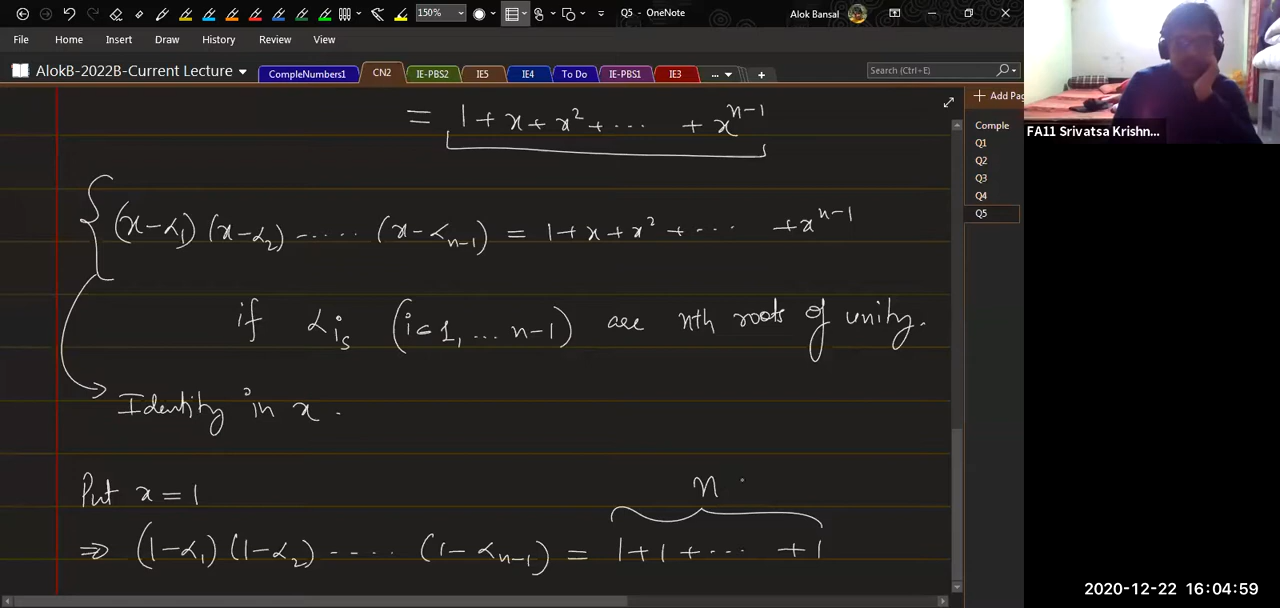 150% Q5 - OneNote Alok Bansal
File Home Insert Draw History Review View
AlokB-2022B-Current Lecture CompleNumbers1 CN2 IE-PBS2 IE5 IE4 To Do IE-PBS1 IE3 ... + Search (Ctrl+E)
+ Add Pag
Comple
Q1
Q2
Q3
Q4
Q5
FA11 Srivatsa Krishn...
= 1 + x + x² + ... + xⁿ⁻¹
(x-α₁) (x-α₂) ..... (x-αₙ₋₁) = 1 + x + x² + ... + xⁿ⁻¹
if αᵢs (i ∈ 1, ... n-1) are nth roots of unity.
Identity in x.
Put x = 1
n
⇒ (1-α₁) (1-α₂) ..... (1-αₙ₋₁) = 1 + 1 + ... + 1
2020-12-22 16:04:59